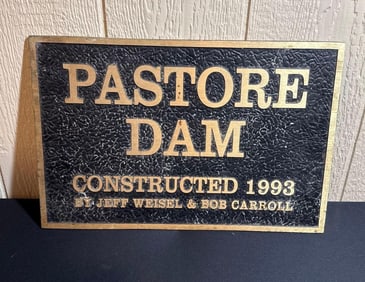 PASTORE
DAM
CONSTRUCTED 1993
BY JEFF WEISEL & BOB CARROLL